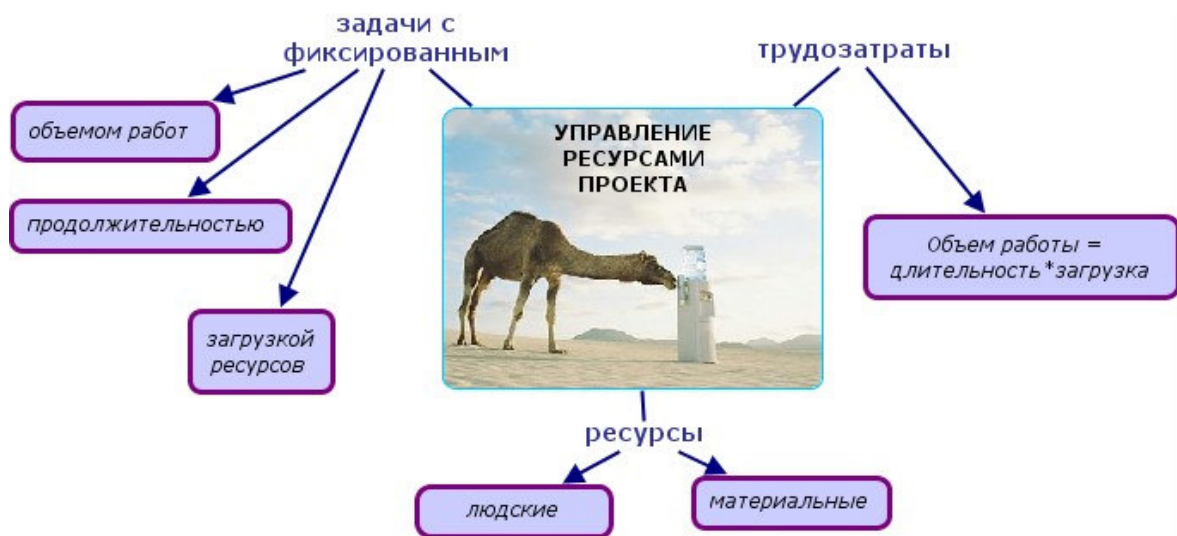 задачи с
фиксированным
объемом работ
продолжительностью
загрузкой
ресурсов
УПРАВЛЕНИЕ
РЕСУРСАМИ
ПРОЕКТА
трудозатраты
Объем работы =
длительность*загрузка
ресурсы
людские
материальные